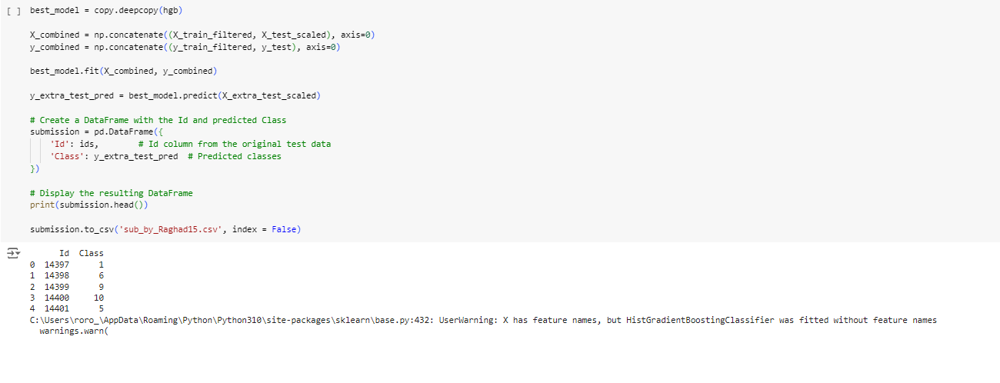 [ ] best_model = copy.deepcopy(hgb)
X_combined = np.concatenate((X_train_filtered, X_test_scaled), axis=0)
y_combined = np.concatenate((y_train_filtered, y_test), axis=0)
best_model.fit(X_combined, y_combined)
y_extra_test_pred = best_model.predict(X_extra_test_scaled)
# Create a DataFrame with the Id and predicted Class
submission = pd.DataFrame({
'Id': ids, # Id column from the original test data
'Class': y_extra_test_pred # Predicted classes
})
# Display the resulting DataFrame
print(submission.head())
submission.to_csv('sub_by_Raghad15.csv', index = False)
Id Class
0 14397 1
1 14398 6
2 14399 9
3 14400 10
4 14401 5
C:\Users\roro_\AppData\Roaming\Python\Python310\site-packages\sklearn\base.py:432: UserWarning: X has feature names, but HistGradientBoostingClassifier was fitted without feature names
warnings.warn(